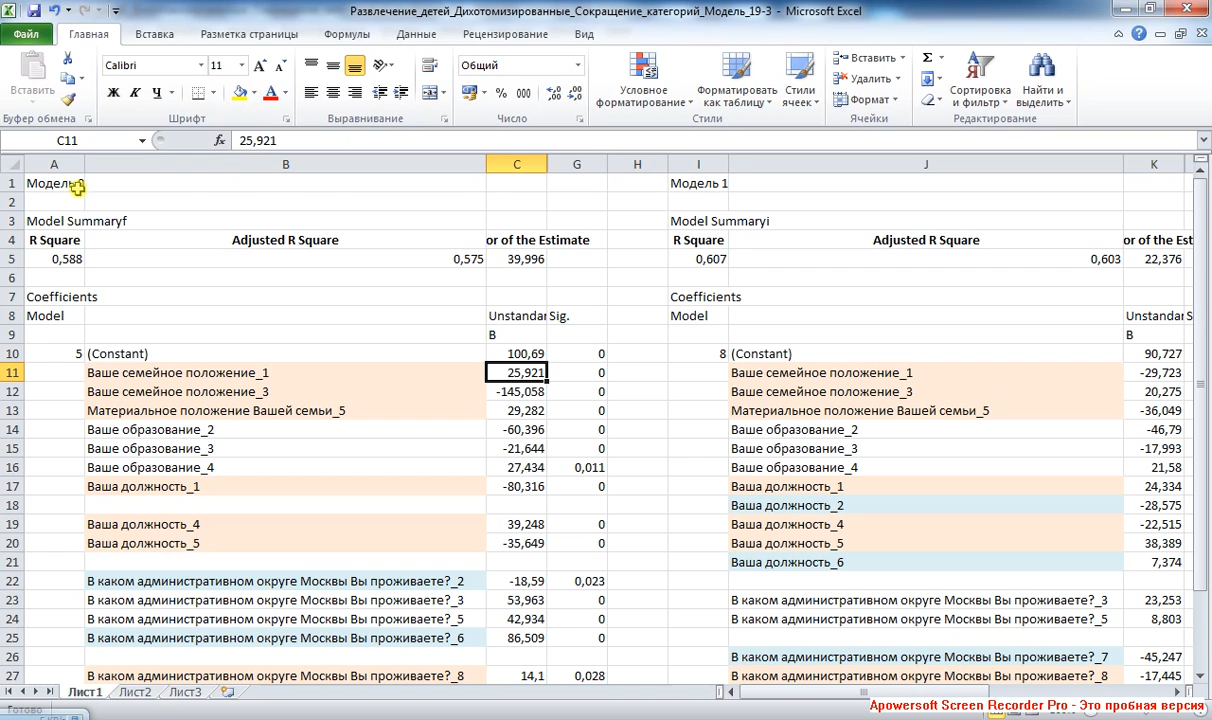 Развлечение_детей_Дихотомизированные_Сокращение_категорий_Модель_19-3 - Microsoft Excel
Файл Главная Вставка Разметка страницы Формулы Данные Рецензирование Вид
Вставить
Calibri 11
Ж К Ч
Общий
Условное форматирование
Форматировать как таблицу
Стили ячеек
Вставить
Удалить
Формат
Сортировка и фильтр
Найти и выделить
Буфер обмена Шрифт Выравнивание Число Стили Ячейки Редактирование
C11 fx 25,921
A B C G H I J K
1 Модель Модель 1
2
3 Model Summaryf Model Summaryi
4 R Square Adjusted R Square or of the Estimate R Square Adjusted R Square or of the Est
5 0,588 0,575 39,996 0,607 0,603 22,376
6
7 Coefficients Coefficients
8 Model Unstandar Sig. Model Unstandar S
9 B B
10 5 (Constant) 100,69 0 8 (Constant) 90,727
11 Ваше семейное положение_1 25,921 0 Ваше семейное положение_1 -29,723
12 Ваше семейное положение_3 -145,058 0 Ваше семейное положение_3 20,275
13 Материальное положение Вашей семьи_5 29,282 0 Материальное положение Вашей семьи_5 -36,049
14 Ваше образование_2 -60,396 0 Ваше образование_2 -46,79
15 Ваше образование_3 -21,644 0 Ваше образование_3 -17,993
16 Ваше образование_4 27,434 0,011 Ваше образование_4 21,58
17 Ваша должность_1 -80,316 0 Ваша должность_1 24,334
18 Ваша должность_2 -28,575
19 Ваша должность_4 39,248 0 Ваша должность_4 -22,515
20 Ваша должность_5 -35,649 0 Ваша должность_5 38,389
21 Ваша должность_6 7,374
22 В каком административном округе Москвы Вы проживаете?_2 -18,59 0,023
23 В каком административном округе Москвы Вы проживаете?_3 53,963 0 В каком административном округе Москвы Вы проживаете?_3 23,253
24 В каком административном округе Москвы Вы проживаете?_5 42,934 0 В каком административном округе Москвы Вы проживаете?_5 8,803
25 В каком административном округе Москвы Вы проживаете?_6 86,509 0
26 В каком административном округе Москвы Вы проживаете?_7 -45,247
27 В каком административном округе Москвы Вы проживаете?_8 14,1 0,028 В каком административном округе Москвы Вы проживаете?_8 -17,445
Лист1 Лист2 Лист3
Готово
Apowersoft Screen Recorder Pro - Это пробная версия